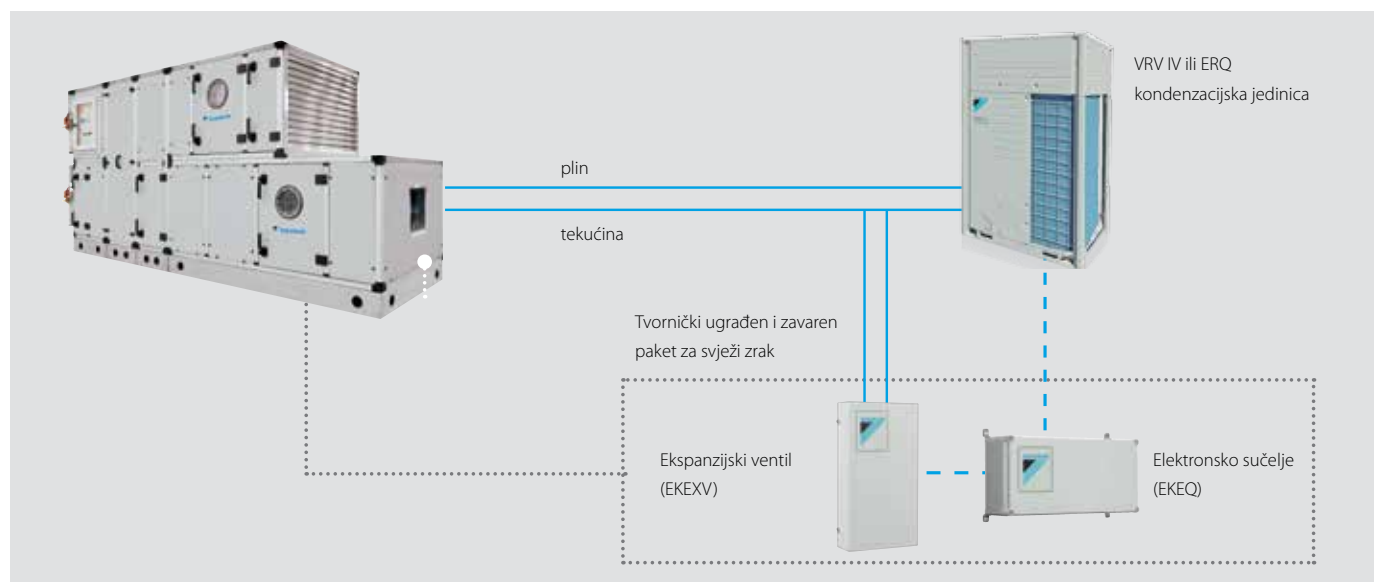 VRV IV ili ERQ
kondenzacijska jedinica
plin
tekućina
Tvornički ugrađen i zavaren
paket za svježi zrak
Ekspanzijski ventil
(EKEXV)
Elektronsko sučelje
(EKEQ)